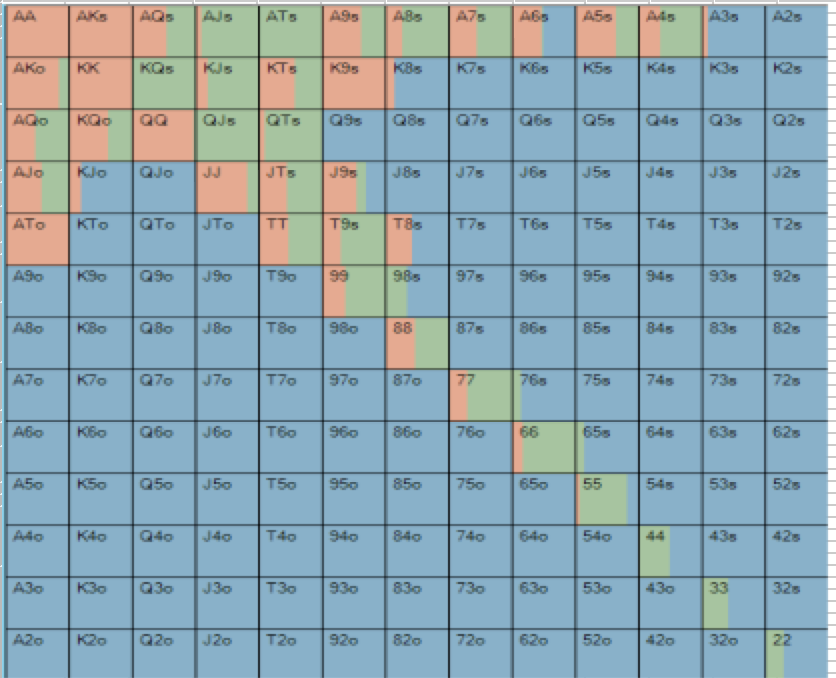 AA AKs AQs AJs ATs A9s A8s A7s A6s A5s A4s A3s A2s
AKo KK KQs KJs KTs K9s K8s K7s K6s K5s K4s K3s K2s
AQo KQo QQ QJs QTs Q9s Q8s Q7s Q6s Q5s Q4s Q3s Q2s
AJo KJo QJo JJ JTs J9s J8s J7s J6s J5s J4s J3s J2s
ATo KTo QTo JTo TT T9s T8s T7s T6s T5s T4s T3s T2s
A9o K9o Q9o J9o T9o 99 98s 97s 96s 95s 94s 93s 92s
A8o K8o Q8o J8o T8o 98o 88 87s 86s 85s 84s 83s 82s
A7o K7o Q7o J7o T7o 97o 87o 77 76s 75s 74s 73s 72s
A6o K6o Q6o J6o T6o 96o 86o 76o 66 65s 64s 63s 62s
A5o K5o Q5o J5o T5o 95o 85o 75o 65o 55 54s 53s 52s
A4o K4o Q4o J4o T4o 94o 84o 74o 64o 54o 44 43s 42s
A3o K3o Q3o J3o T3o 93o 83o 73o 63o 53o 43o 33 32s
A2o K2o Q2o J2o T2o 92o 82o 72o 62o 52o 42o 32o 22